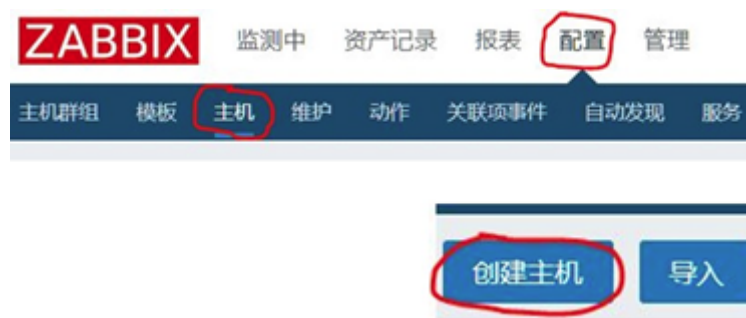 ZABBIX 监测中 资产记录 报表 配置 管理
主机群组 模板 主机 维护 动作 关联项事件 自动发现 服务
创建主机 导入